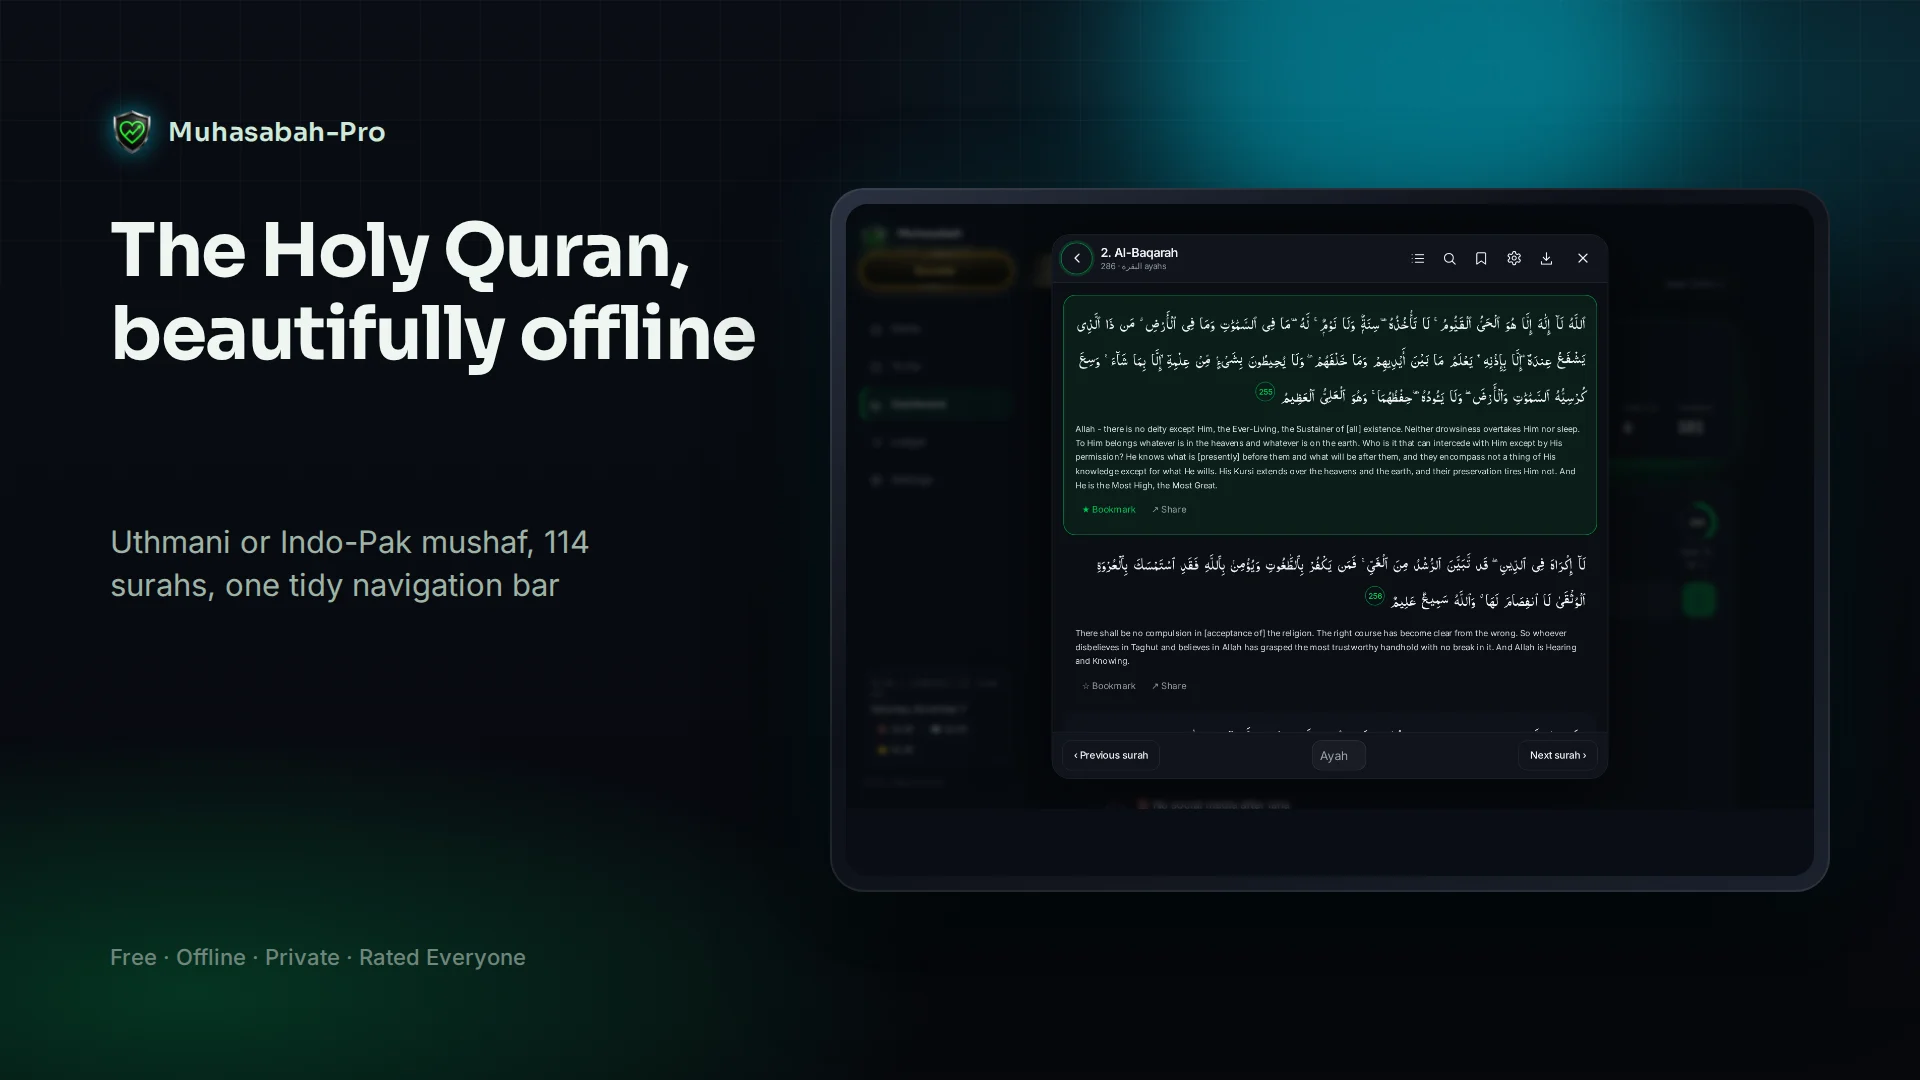 Muhasabah-Pro
The Holy Quran,
beautifully offline
Uthmani or Indo-Pak mushaf, 114
surahs, one tidy navigation bar
Free · Offline · Private · Rated Everyone
Muhasabah
2. Al-Baqarah
286 · البقرة ayahs
ٱللَّهُ لَآ إِلَٰهَ إِلَّا هُوَ ٱلْحَىُّ ٱلْقَيُّومُ ۚ لَا تَأْخُذُهُۥ سِنَةٌ وَلَا نَوْمٌ ۚ لَّهُۥ مَا فِى ٱلسَّمَٰوَٰتِ وَمَا فِى ٱلْأَرْضِ ۗ مَن ذَا ٱلَّذِى
يَشْفَعُ عِندَهُۥٓ إِلَّا بِإِذْنِهِۦ ۚ يَعْلَمُ مَا بَيْنَ أَيْدِيهِمْ وَمَا خَلْفَهُمْ ۖ وَلَا يُحِيطُونَ بِشَىْءٍ مِّنْ عِلْمِهِۦٓ إِلَّا بِمَا شَآءَ ۚ وَسِعَ
كُرْسِيُّهُ ٱلسَّمَٰوَٰتِ وَٱلْأَرْضَ ۖ وَلَا يَـُٔودُهُۥ حِفْظُهُمَا ۚ وَهُوَ ٱلْعَلِىُّ ٱلْعَظِيمُ 255
Allah - there is no deity except Him, the Ever-Living, the Sustainer of [all] existence. Neither drowsiness overtakes Him nor sleep.
To Him belongs whatever is in the heavens and whatever is on the earth. Who is it that can intercede with Him except by His
permission? He knows what is [presently] before them and what will be after them, and they encompass not a thing of His
knowledge except for what He wills. His Kursi extends over the heavens and the earth, and their preservation tires Him not. And
He is the Most High, the Most Great.
★ Bookmark ↗ Share
لَآ إِكْرَاهَ فِى ٱلدِّينِ ۖ قَد تَّبَيَّنَ ٱلرُّشْدُ مِنَ ٱلْغَىِّ ۚ فَمَن يَكْفُرْ بِٱلطَّٰغُوتِ وَيُؤْمِنۢ بِٱللَّهِ فَقَدِ ٱسْتَمْسَكَ بِٱلْعُرْوَةِ
ٱلْوُثْقَىٰ لَا ٱنفِصَامَ لَهَا ۗ وَٱللَّهُ سَمِيعٌ عَلِيمٌ 256
There shall be no compulsion in [acceptance of] the religion. The right course has become clear from the wrong. So whoever
disbelieves in Taghut and believes in Allah has grasped the most trustworthy handhold with no break in it. And Allah is Hearing
and Knowing.
☆ Bookmark ↗ Share
‹ Previous surah
Ayah
Next surah ›